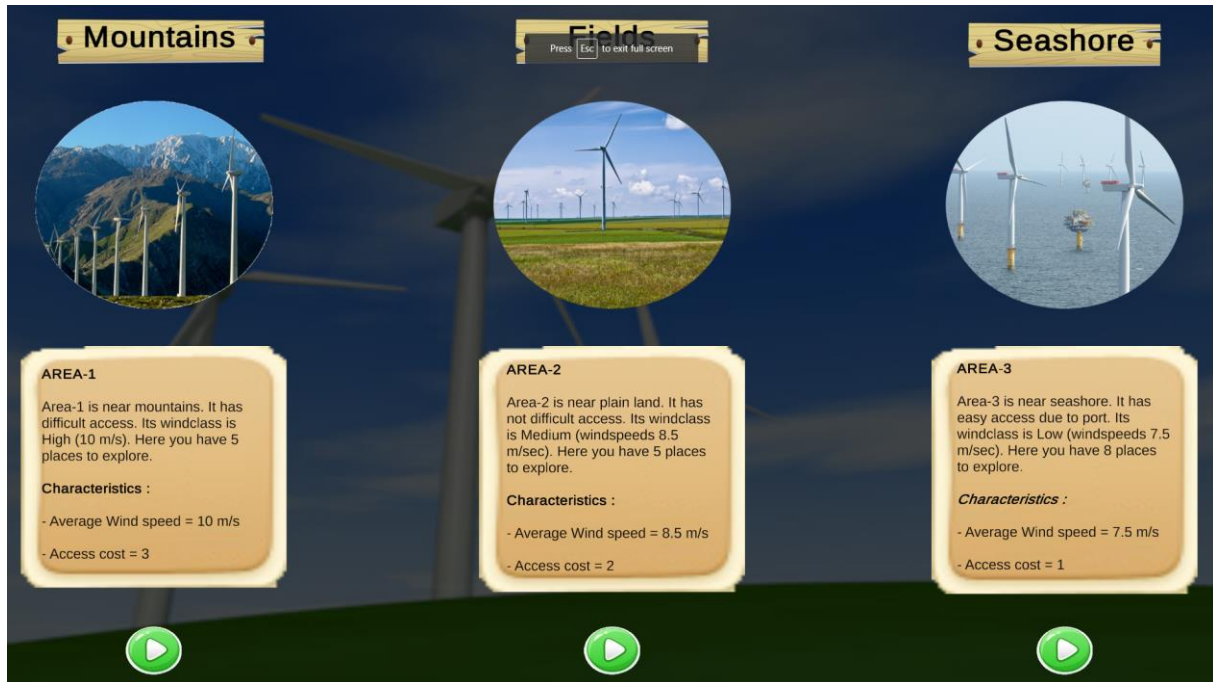 Mountains
Fields
Press Esc to exit full screen
Seashore
AREA-1
Area-1 is near mountains. It has
difficult access. Its windclass is
High (10 m/s). Here you have 5
places to explore.
Characteristics :
- Average Wind speed = 10 m/s
- Access cost = 3
AREA-2
Area-2 is near plain land. It has
not difficult access. Its windclass
is Medium (windspeeds 8.5
m/sec). Here you have 5 places
to explore.
Characteristics :
- Average Wind speed = 8.5 m/s
- Access cost = 2
AREA-3
Area-3 is near seashore. It has
easy access due to port. Its
windclass is Low (windspeeds 7.5
m/sec). Here you have 8 places
to explore.
Characteristics :
- Average Wind speed = 7.5 m/s
- Access cost = 1